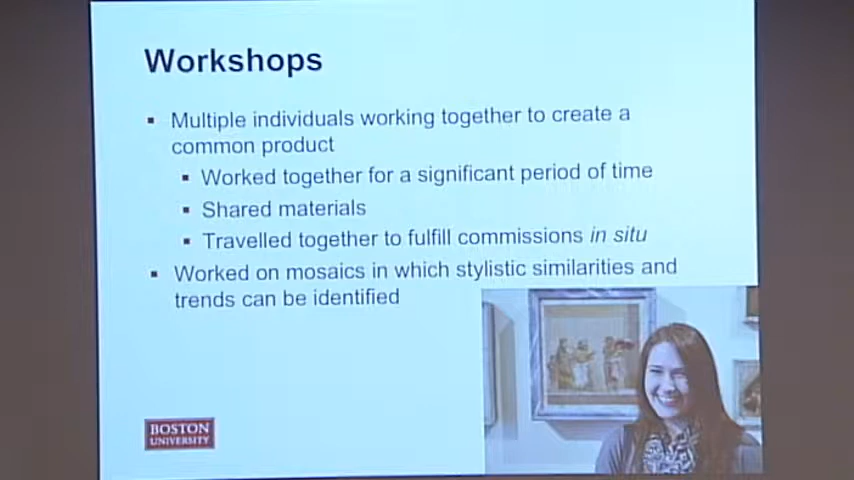 Workshops
▪ Multiple individuals working together to create a
common product
▪ Worked together for a significant period of time
▪ Shared materials
▪ Travelled together to fulfill commissions in situ
▪ Worked on mosaics in which stylistic similarities and
trends can be identified
BOSTON
UNIVERSITY